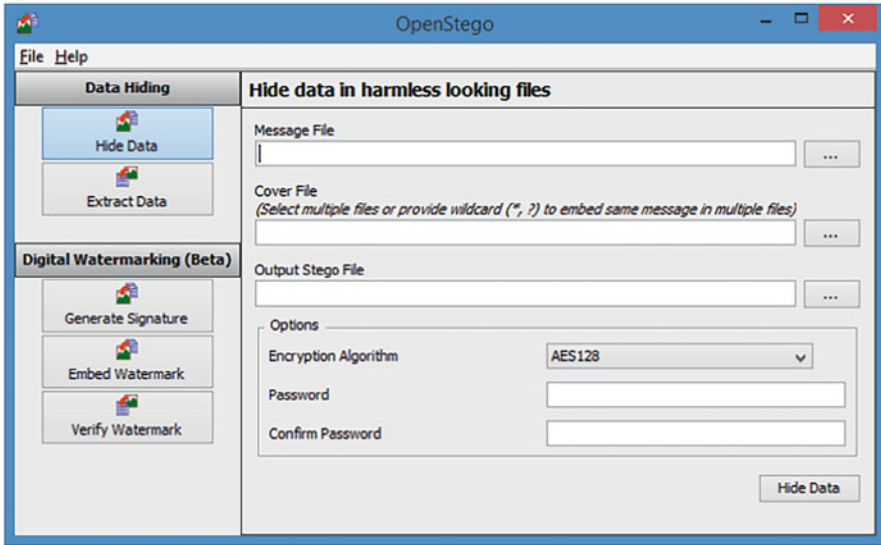 OpenStego
File Help
Data Hiding
Hide Data
Extract Data
Digital Watermarking (Beta)
Generate Signature
Embed Watermark
Verify Watermark
Hide data in harmless looking files
Message File
...
Cover File
(Select multiple files or provide wildcard (*, ?) to embed same message in multiple files)
...
Output Stego File
...
Options
Encryption Algorithm AES128
Password
Confirm Password
Hide Data